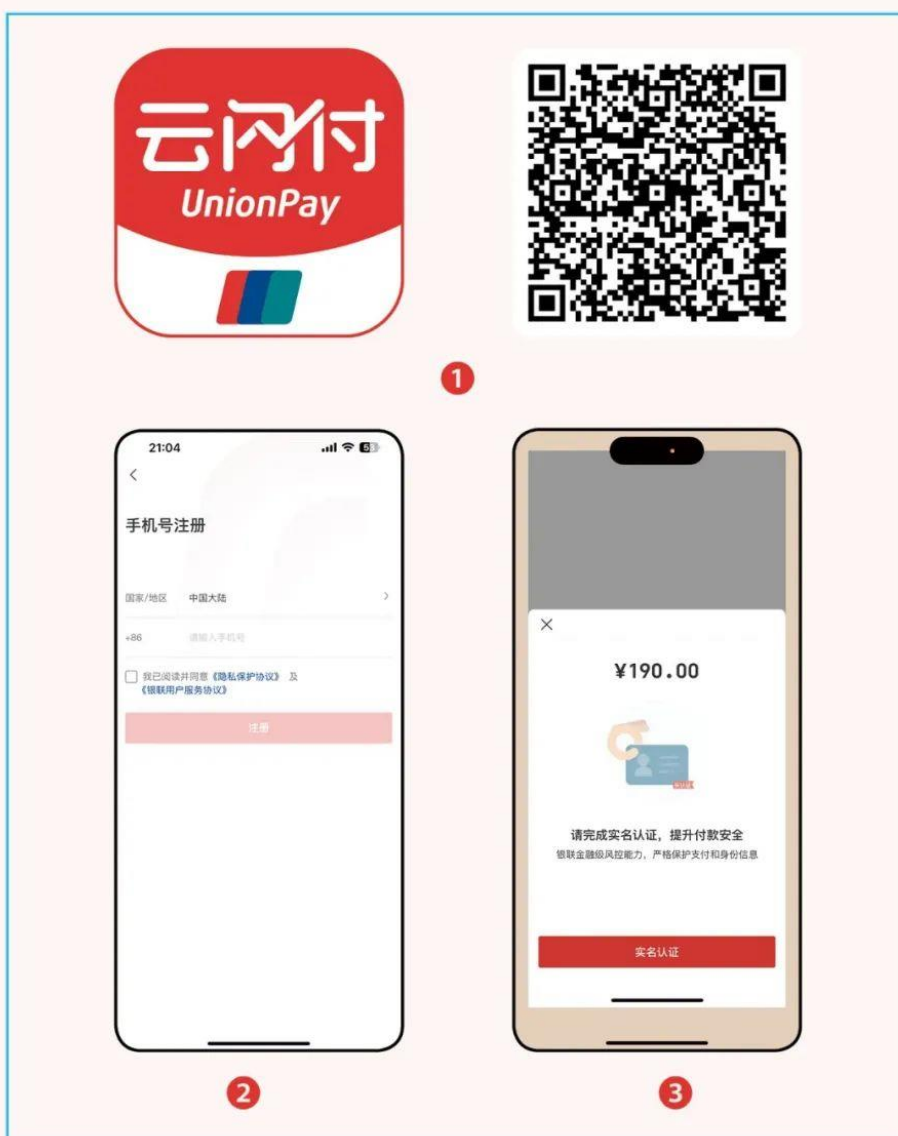 云闪付
UnionPay
1
21:04
手机号注册
国家/地区 中国大陆
+86 请输入手机号
我已阅读并同意《隐私保护协议》 及
《银联用户服务协议》
注册
2
¥190.00
请完成实名认证，提升付款安全
银联金融级风控能力，严格保护支付和身份信息
实名认证
3